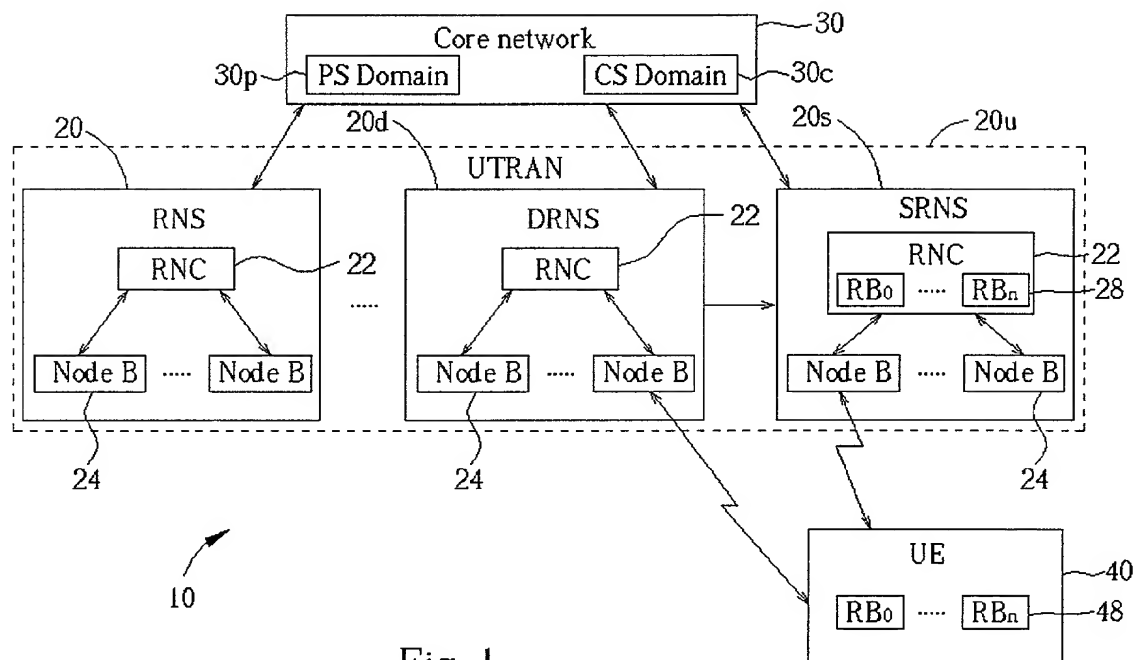 Core network
30
30p
PS Domain
CS Domain
30c
20
20d
20s
20u
UTRAN
RNS
DRNS
SRNS
RNC
22
RNC
22
RNC
22
RB0 ..... RBn
28
.....
Node B ..... Node B
Node B ..... Node B
Node B ..... Node B
24
24
24
10
UE
40
RB0 ..... RBn
48